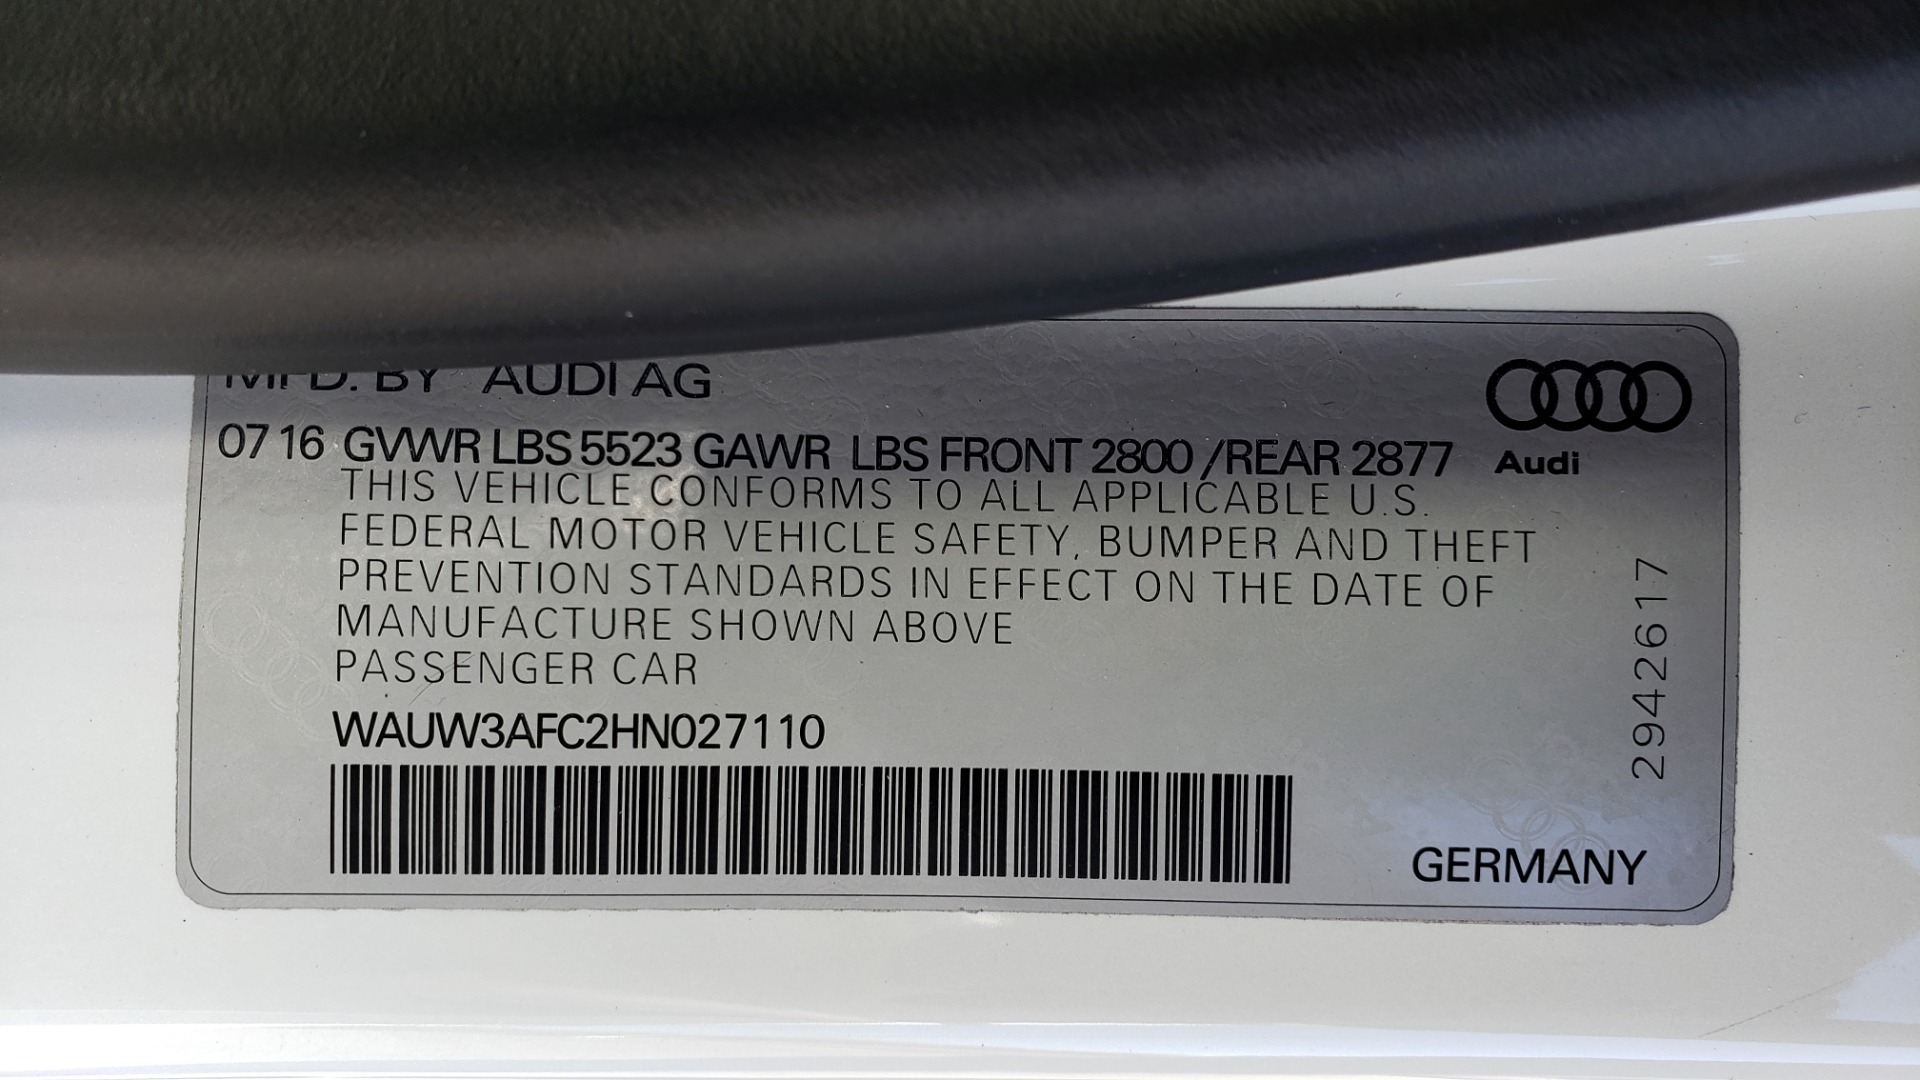 MFD. BY AUDI AG
07 16 GVWR LBS 5523 GAWR LBS FRONT 2800 /REAR 2877
Audi
THIS VEHICLE CONFORMS TO ALL APPLICABLE U.S.
FEDERAL MOTOR VEHICLE SAFETY, BUMPER AND THEFT
PREVENTION STANDARDS IN EFFECT ON THE DATE OF
MANUFACTURE SHOWN ABOVE
PASSENGER CAR
WAUW3AFC2HN027110
2942617
GERMANY